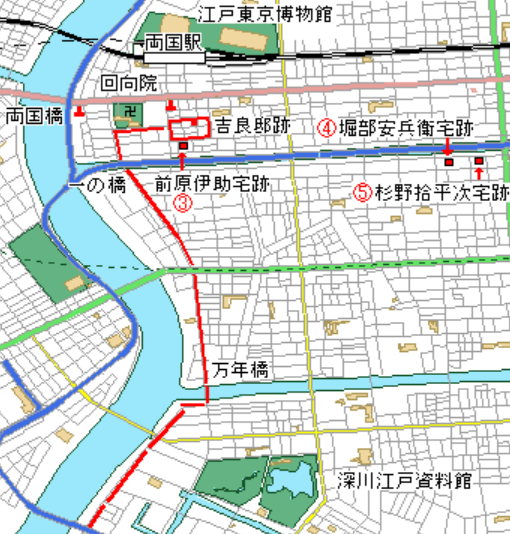 江戸東京博物館
両国駅
回向院
卍
両国橋
吉良邸跡
④堀部安兵衛宅跡
一の橋
前原伊助宅跡
③
⑤杉野拾平次宅跡
万年橋
深川江戸資料館